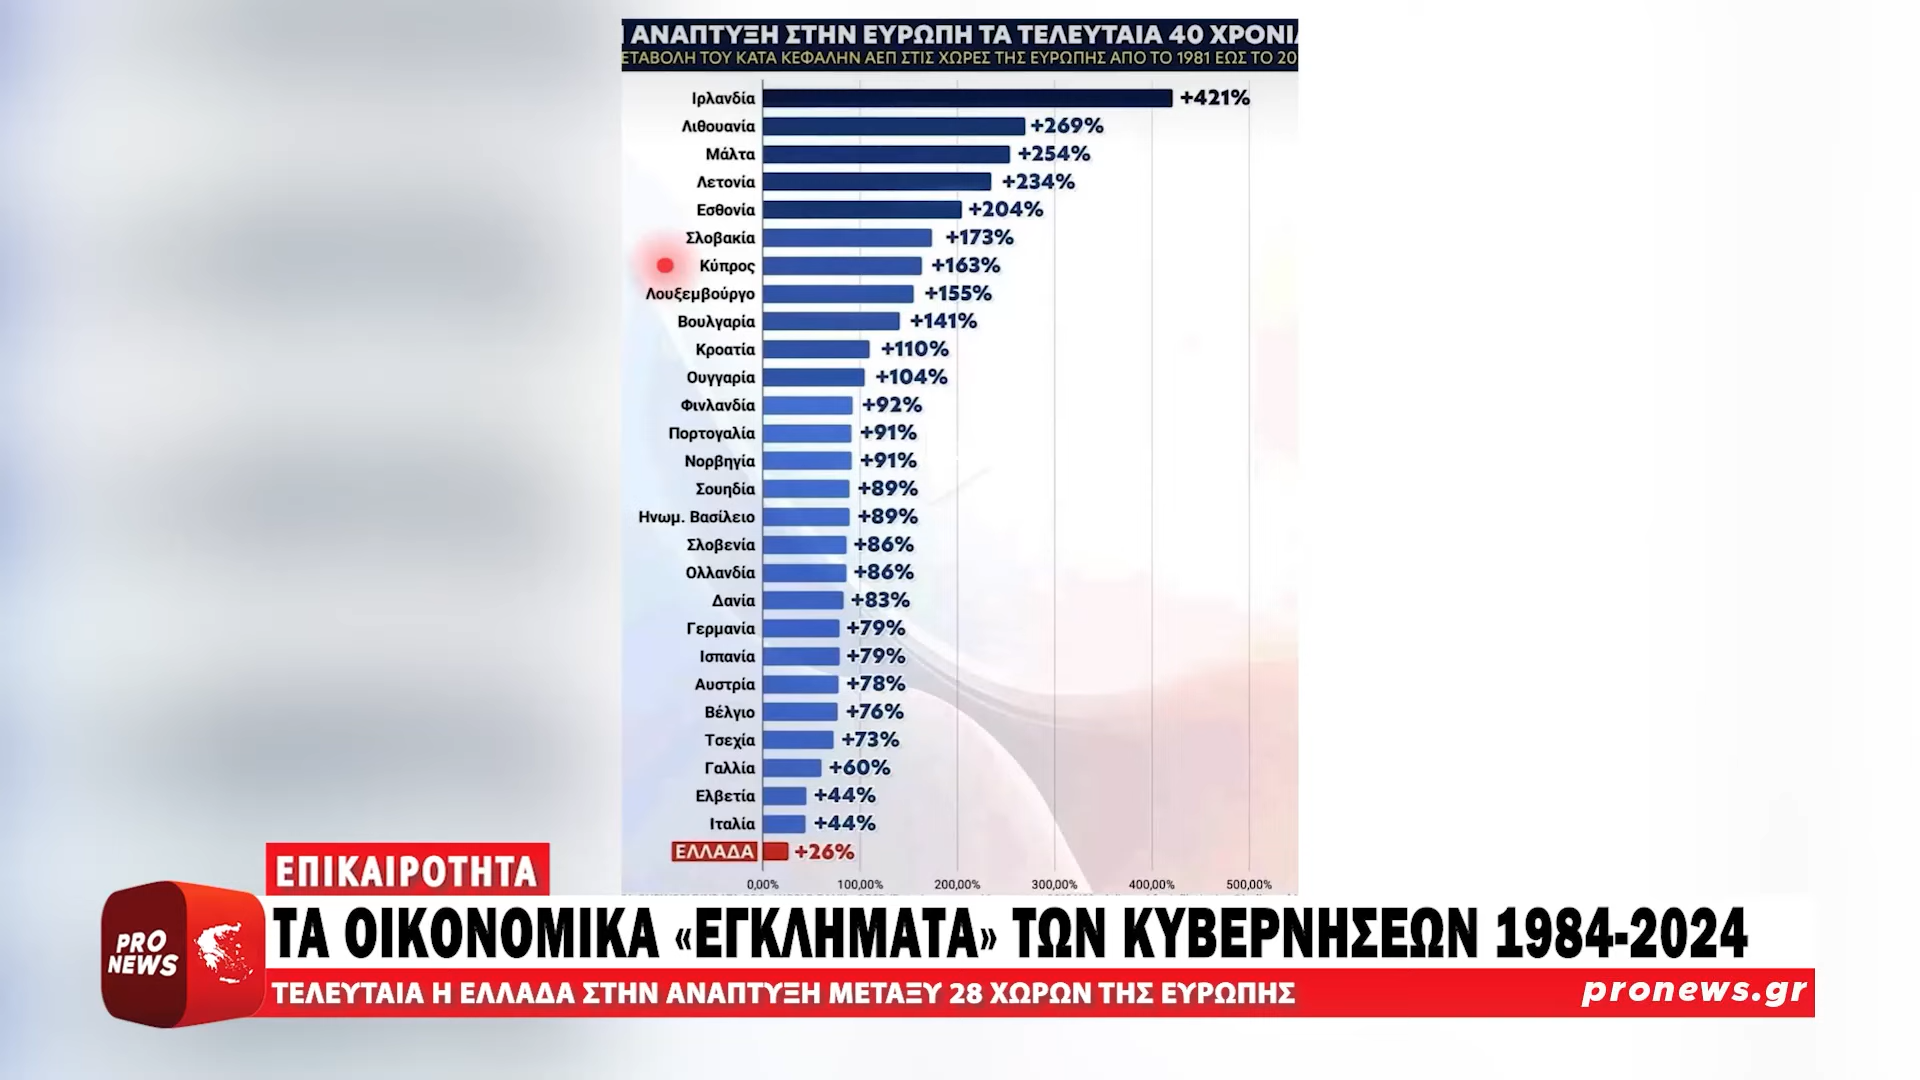 ΑΝΑΠΤΥΞΗ ΣΤΗΝ ΕΥΡΩΠΗ ΤΑ ΤΕΛΕΥΤΑΙΑ 40 ΧΡΟΝΙΑ
ΕΤΑΒΟΛΗ ΤΟΥ ΚΑΤΑ ΚΕΦΑΛΗΝ ΑΕΠ ΣΤΙΣ ΧΩΡΕΣ ΤΗΣ ΕΥΡΩΠΗΣ ΑΠΟ ΤΟ 1981 ΕΩΣ ΤΟ 20
Ιρλανδία +421%
Λιθουανία +269%
Μάλτα +254%
Λετονία +234%
Εσθονία +204%
Σλοβακία +173%
Κύπρος +163%
Λουξεμβούργο +155%
Βουλγαρία +141%
Κροατία +110%
Ουγγαρία +104%
Φινλανδία +92%
Πορτογαλία +91%
Νορβηγία +91%
Σουηδία +89%
Ηνωμ. Βασίλειο +89%
Σλοβενία +86%
Ολλανδία +86%
Δανία +83%
Γερμανία +79%
Ισπανία +79%
Αυστρία +78%
Βέλγιο +76%
Τσεχία +73%
Γαλλία +60%
Ελβετία +44%
Ιταλία +44%
ΕΛΛΑΔΑ +26%
0,00% 100,00% 200,00% 300,00% 400,00% 500,00%
ΕΠΙΚΑΙΡΟΤΗΤΑ
PRO
NEWS
ΤΑ ΟΙΚΟΝΟΜΙΚΑ «ΕΓΚΛΗΜΑΤΑ» ΤΩΝ ΚΥΒΕΡΝΗΣΕΩΝ 1984-2024
ΤΕΛΕΥΤΑΙΑ Η ΕΛΛΑΔΑ ΣΤΗΝ ΑΝΑΠΤΥΞΗ ΜΕΤΑΞΥ 28 ΧΩΡΩΝ ΤΗΣ ΕΥΡΩΠΗΣ
pronews.gr